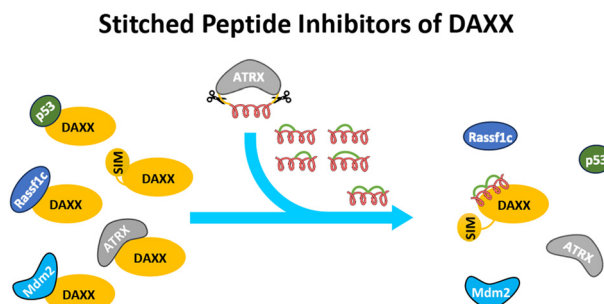 Stitched Peptide Inhibitors of DAXX
ATRX
p53
DAXX
SIM
DAXX
Rassf1c
DAXX
ATRX
DAXX
Mdm2
DAXX
Rassf1c
p53
DAXX
SIM
ATRX
Mdm2